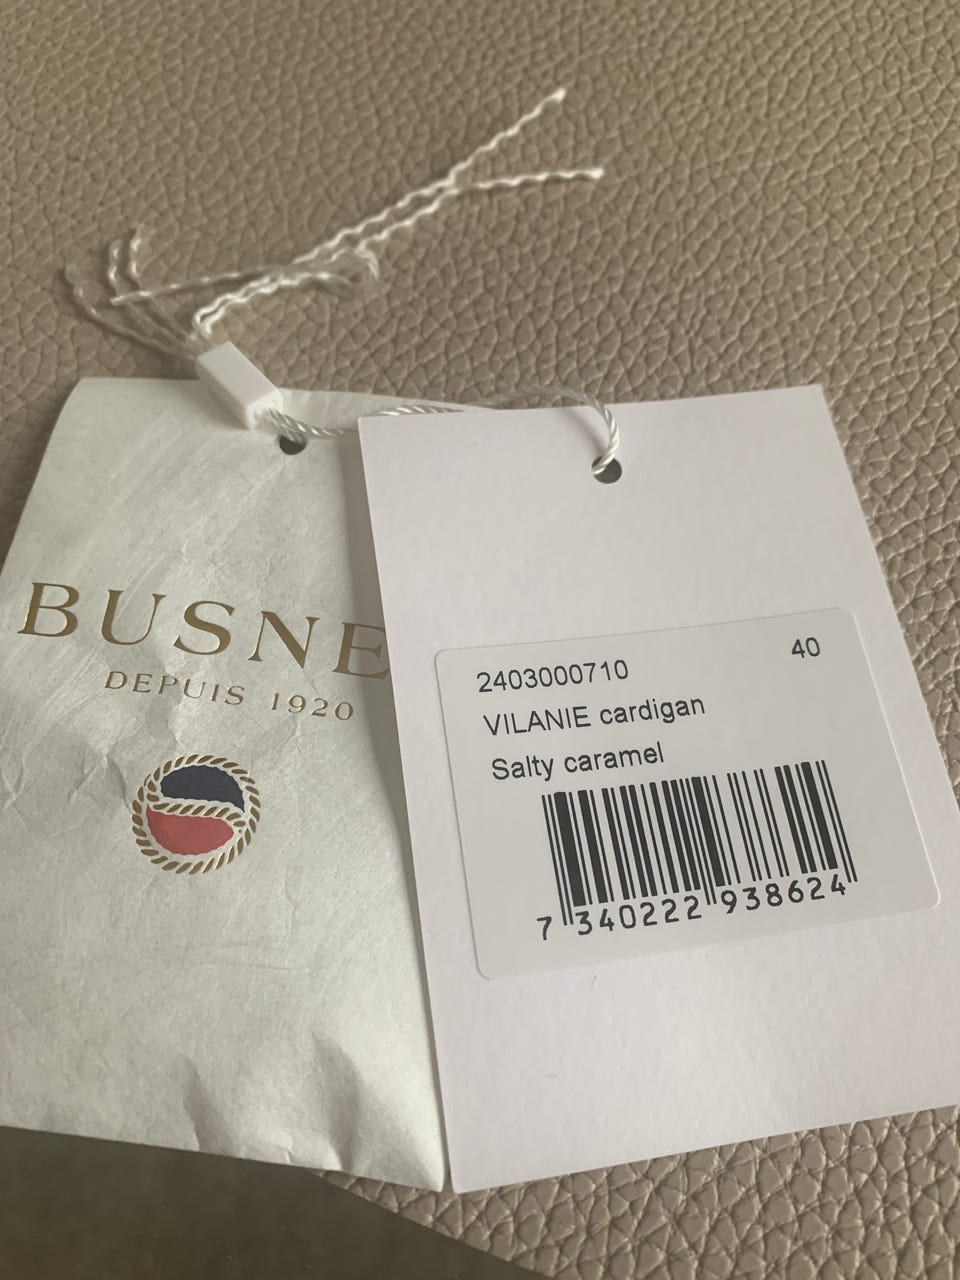 BUSNE
DEPUIS 1920
2403000710 40
VILANIE cardigan
Salty caramel
7 340222 938624